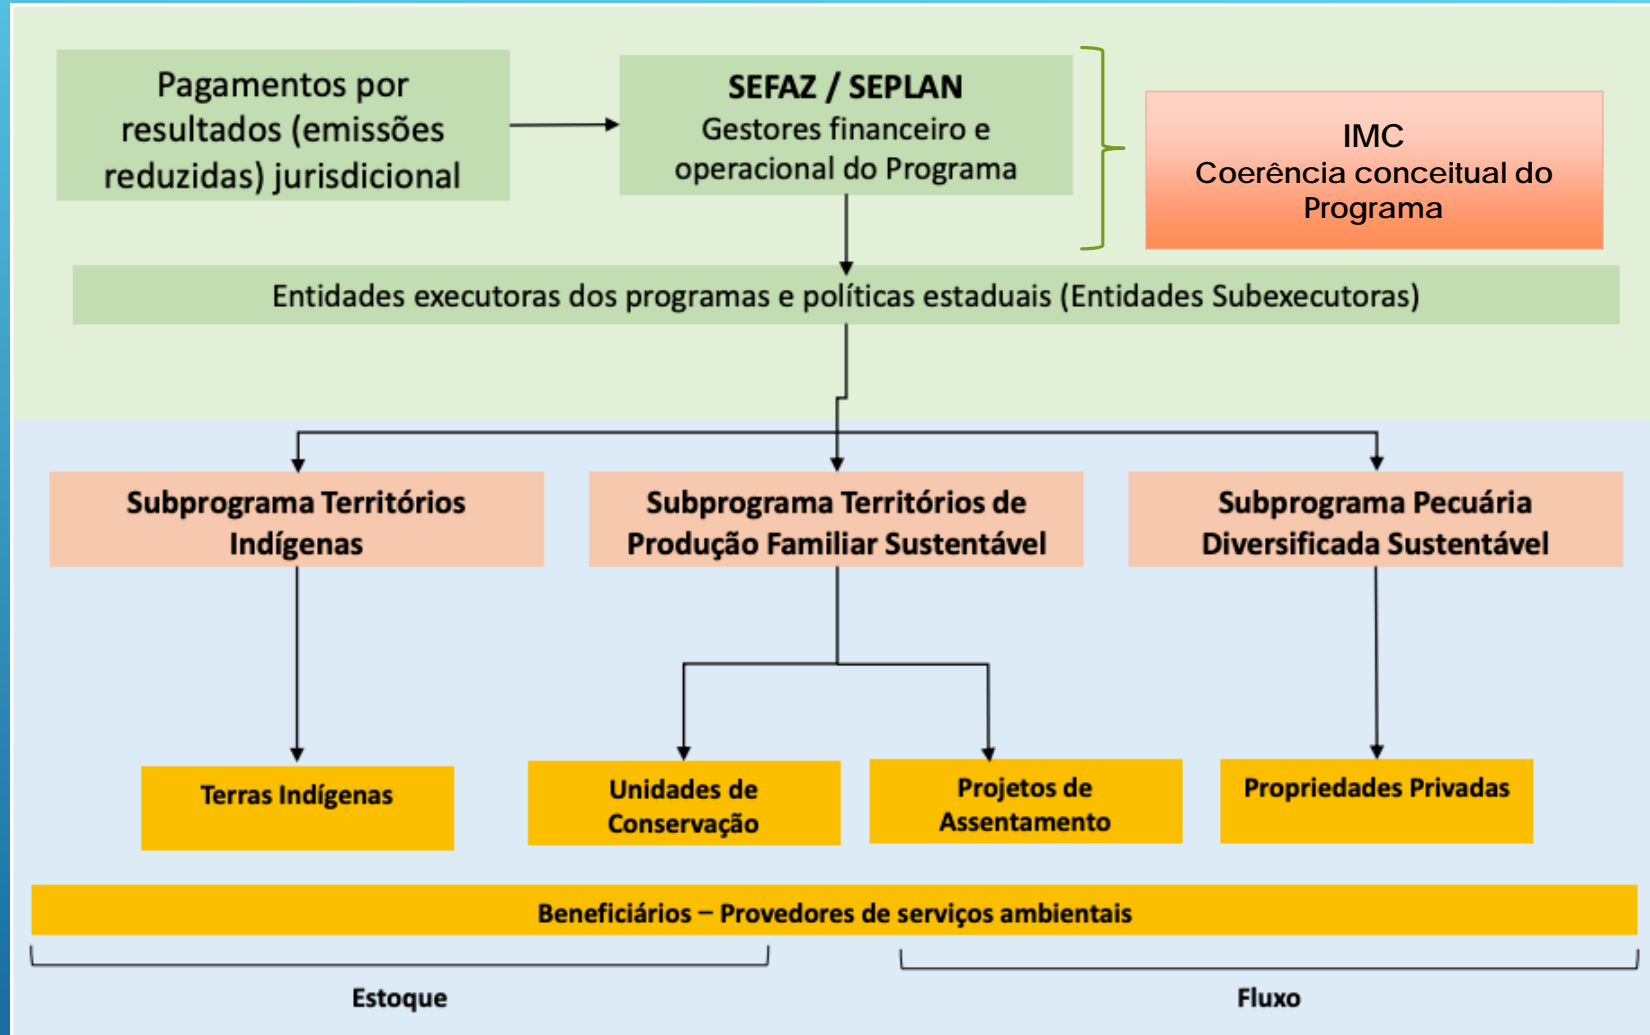 Pagamentos por
resultados (emissões
reduzidas) jurisdicional
SEFAZ / SEPLAN
Gestores financeiro e
operacional do Programa
IMC
Coerência conceitual do
Programa
Entidades executoras dos programas e políticas estaduais (Entidades Subexecutoras)
Subprograma Territórios
Indígenas
Subprograma Territórios de
Produção Familiar Sustentável
Subprograma Pecuária
Diversificada Sustentável
Terras Indígenas
Unidades de
Conservação
Projetos de
Assentamento
Propriedades Privadas
Beneficiários – Provedores de serviços ambientais
Estoque
Fluxo